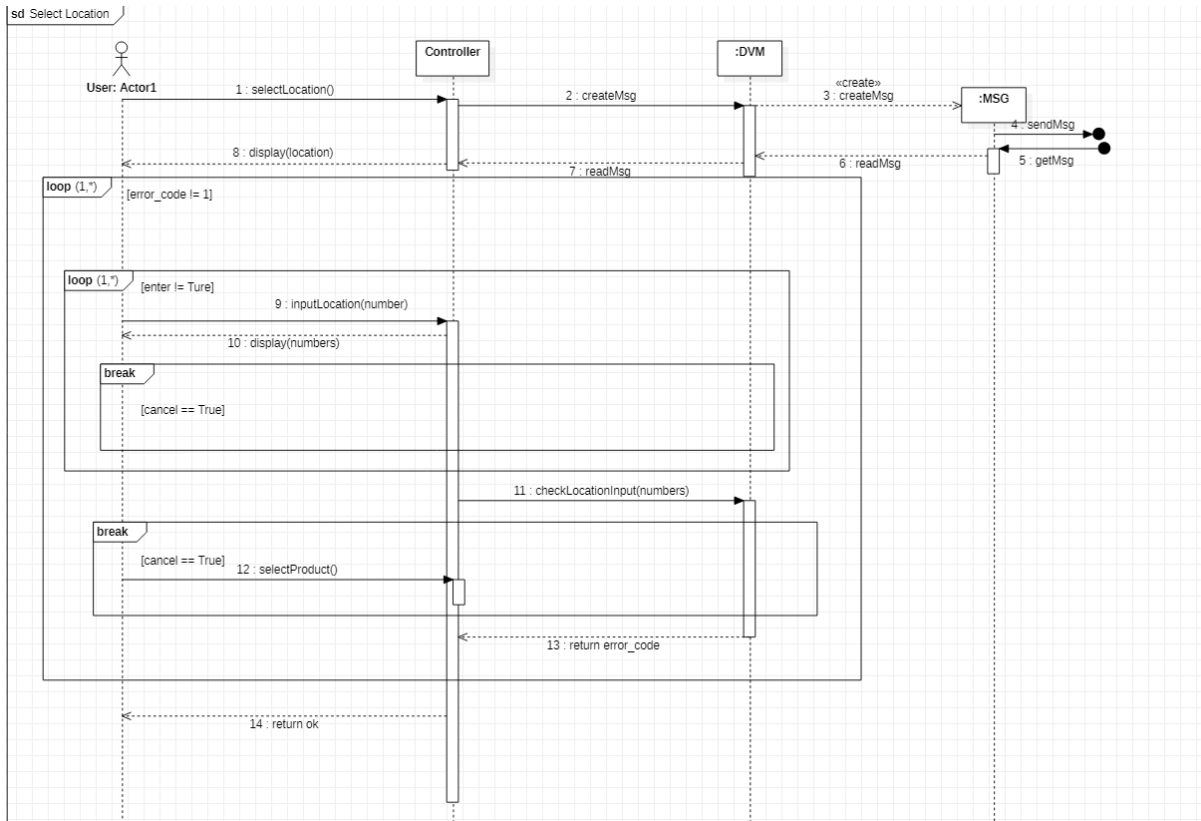 sd Select Location
Controller
:DVM
User: Actor1
1 : selectLocation()
2 : createMsg
«create»
3 : createMsg
:MSG
4 : sendMsg
8 : display(location)
7 : readMsg
6 : readMsg
5 : getMsg
loop (1,*)
[error_code != 1]
loop (1,*)
[enter != Ture]
9 : inputLocation(number)
10 : display(numbers)
break
[cancel == True]
11 : checkLocationInput(numbers)
break
[cancel == True]
12 : selectProduct()
13 : return error_code
14 : return ok